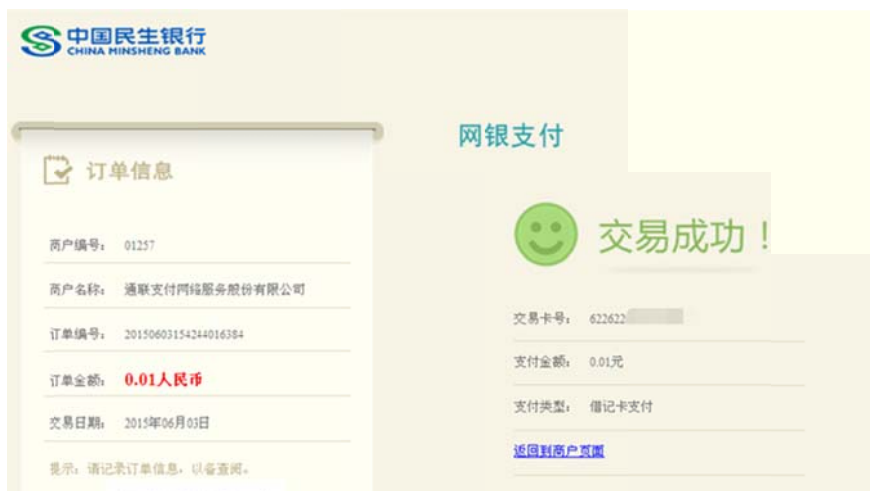 中国民生银行
CHINA MINSHENG BANK
订单信息
商户编号： 01257
商户名称： 通联支付网络服务股份有限公司
订单编号： 20150603154244016384
订单金额： 0.01人民币
交易日期： 2015年06月03日
提示：请记录订单信息，以备查阅。
网银支付
交易成功！
交易卡号： 622622
支付金额： 0.01元
支付类型： 借记卡支付
返回到商户页面